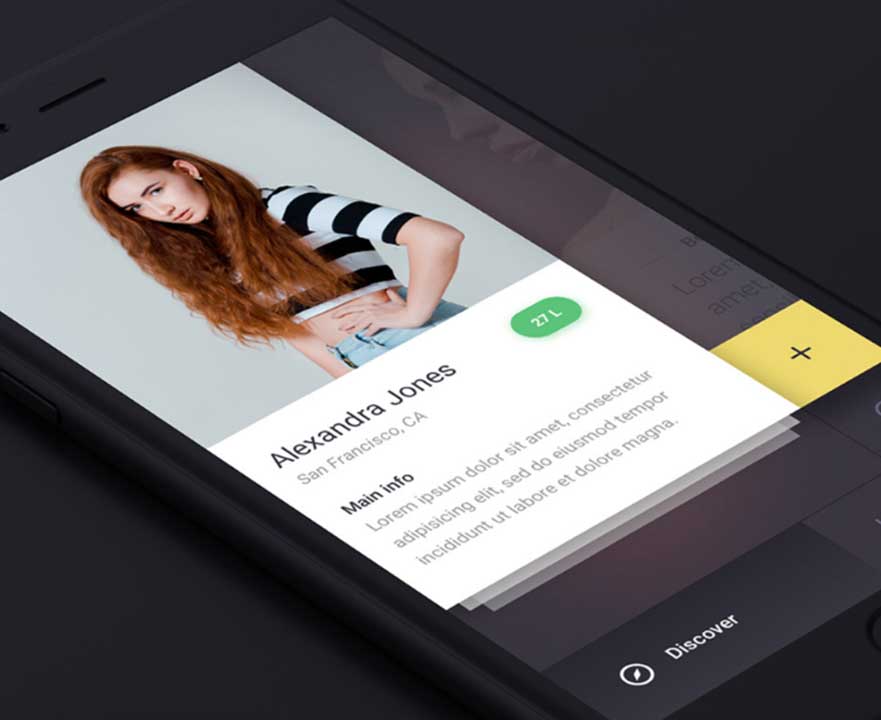 27 L
Alexandra Jones
San Francisco, CA
Main info
Lorem ipsum dolor sit amet, consectetur
adipisicing elit, sed do eiusmod tempor
incididunt ut labore et dolore magna.
Lorem
amet,
+
Discover